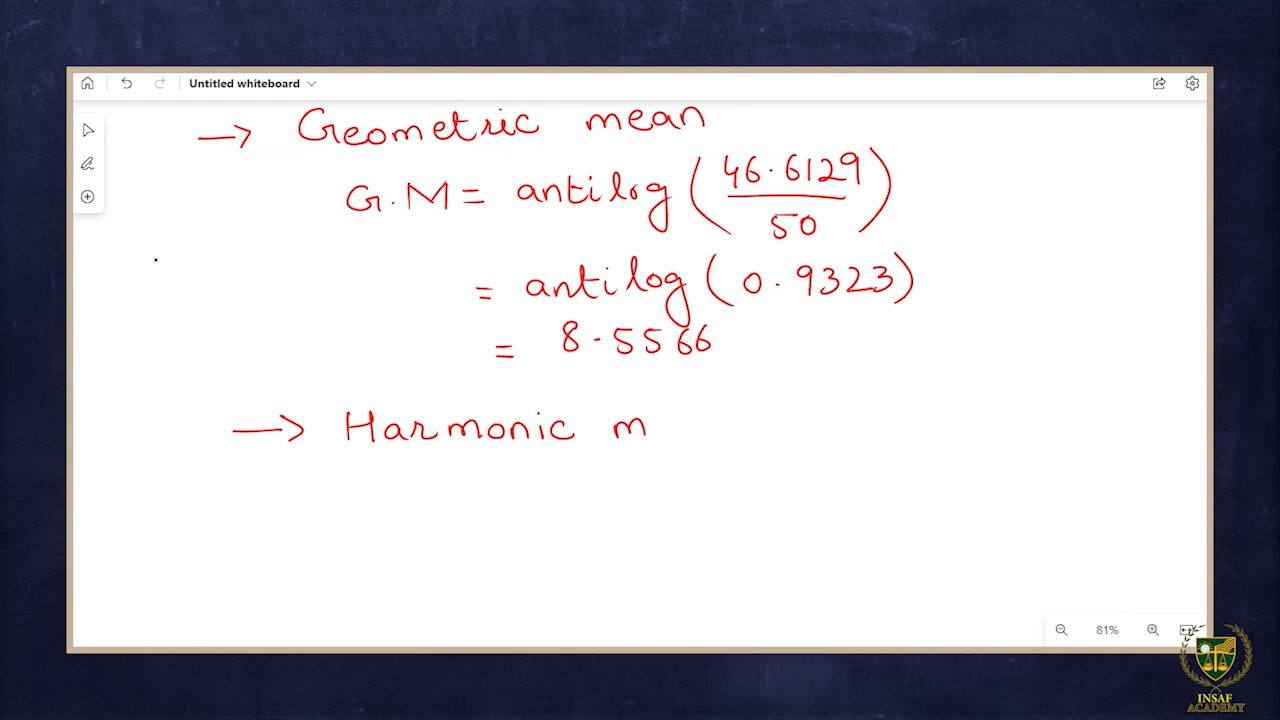 Untitled whiteboard
→ Geometric mean
G.M = antilog (46.6129/50)
= antilog (0.9323)
= 8.5566
→ Harmonic m
81%
INSAF
ACADEMY